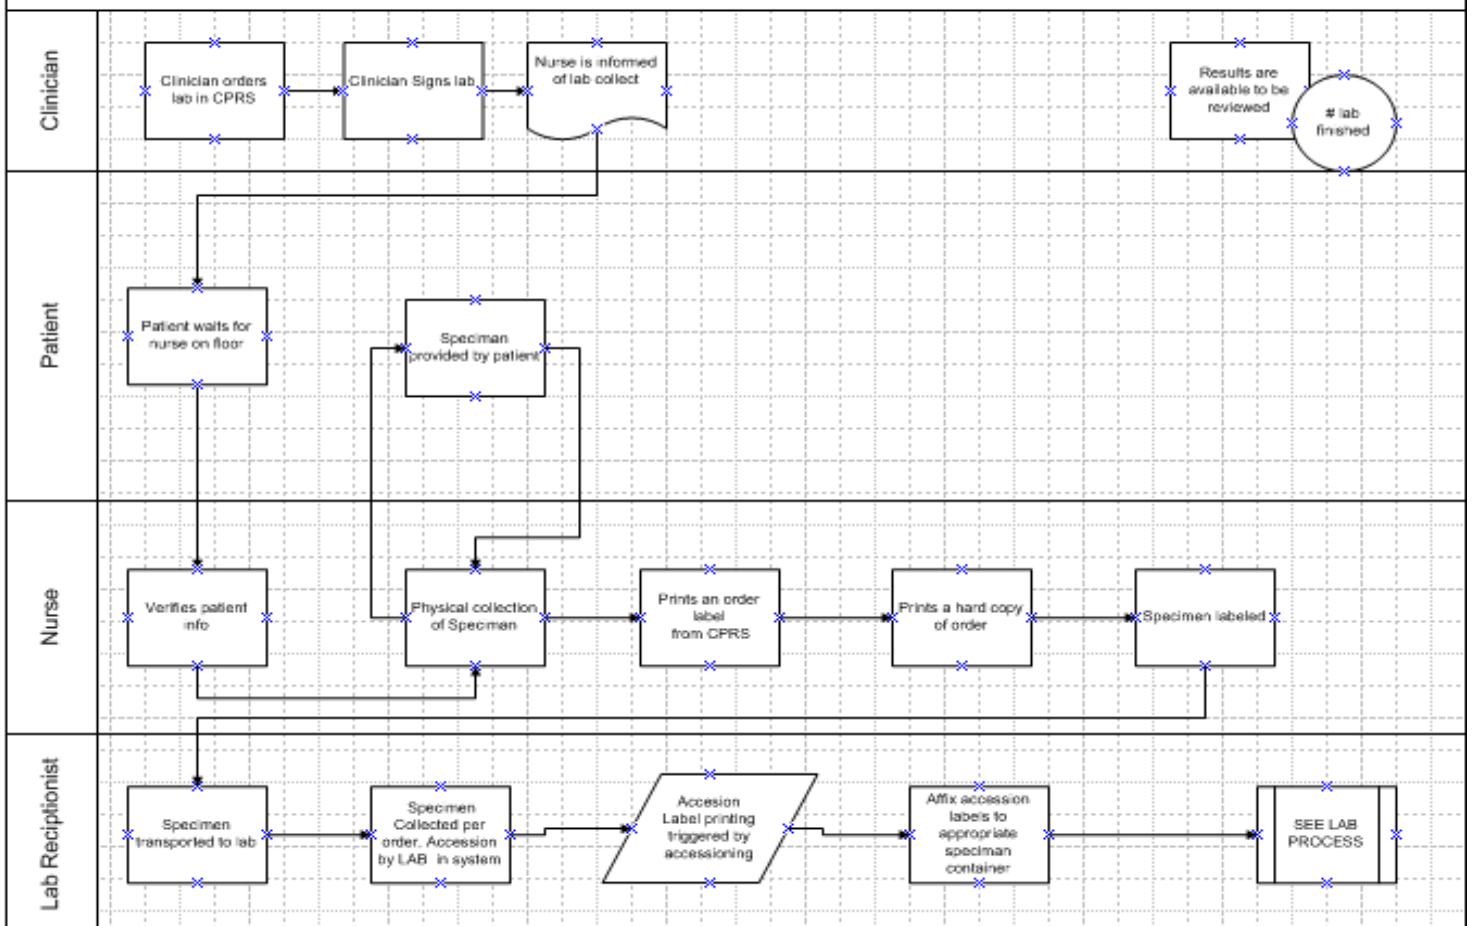 Clinician
Clinician orders
lab in CPRS
Clinician Signs lab
Nurse is informed
of lab collect
Results are
available to be
reviewed
# lab
finished
Patient
Patient waits for
nurse on floor
Speciman
provided by patient
Nurse
Verifies patient
info
Physical collection
of Speciman
Prints an order
label
from CPRS
Prints a hard copy
of order
Specimen labeled
Lab Reciptionist
Specimen
transported to lab
Specimen
Collected per
order. Accession
by LAB in system
Accesion
Label printing
triggered by
accessioning
Affix accession
labels to
appropriate
speciman
container
SEE LAB
PROCESS